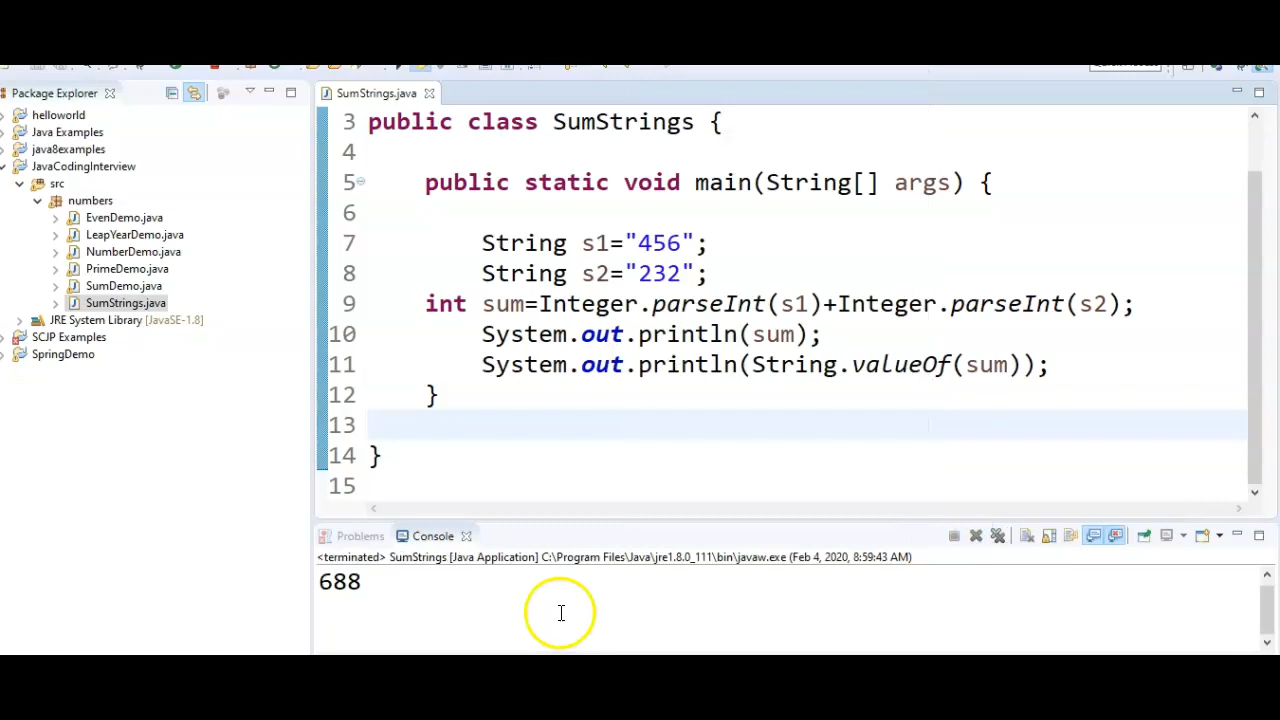 Package Explorer
helloworld
Java Examples
java8examples
JavaCodingInterview
src
numbers
EvenDemo.java
LeapYearDemo.java
NumberDemo.java
PrimeDemo.java
SumDemo.java
SumStrings.java
JRE System Library [JavaSE-1.8]
SCJP Examples
SpringDemo
SumStrings.java
3 public class SumStrings {
4
5 public static void main(String[] args) {
6
7 String s1="456";
8 String s2="232";
9 int sum=Integer.parseInt(s1)+Integer.parseInt(s2);
10 System.out.println(sum);
11 System.out.println(String.valueOf(sum));
12 }
13
14 }
15
Problems Console
<terminated> SumStrings [Java Application] C:\Program Files\Java\jre1.8.0_111\bin\javaw.exe (Feb 4, 2020, 8:59:43 AM)
688